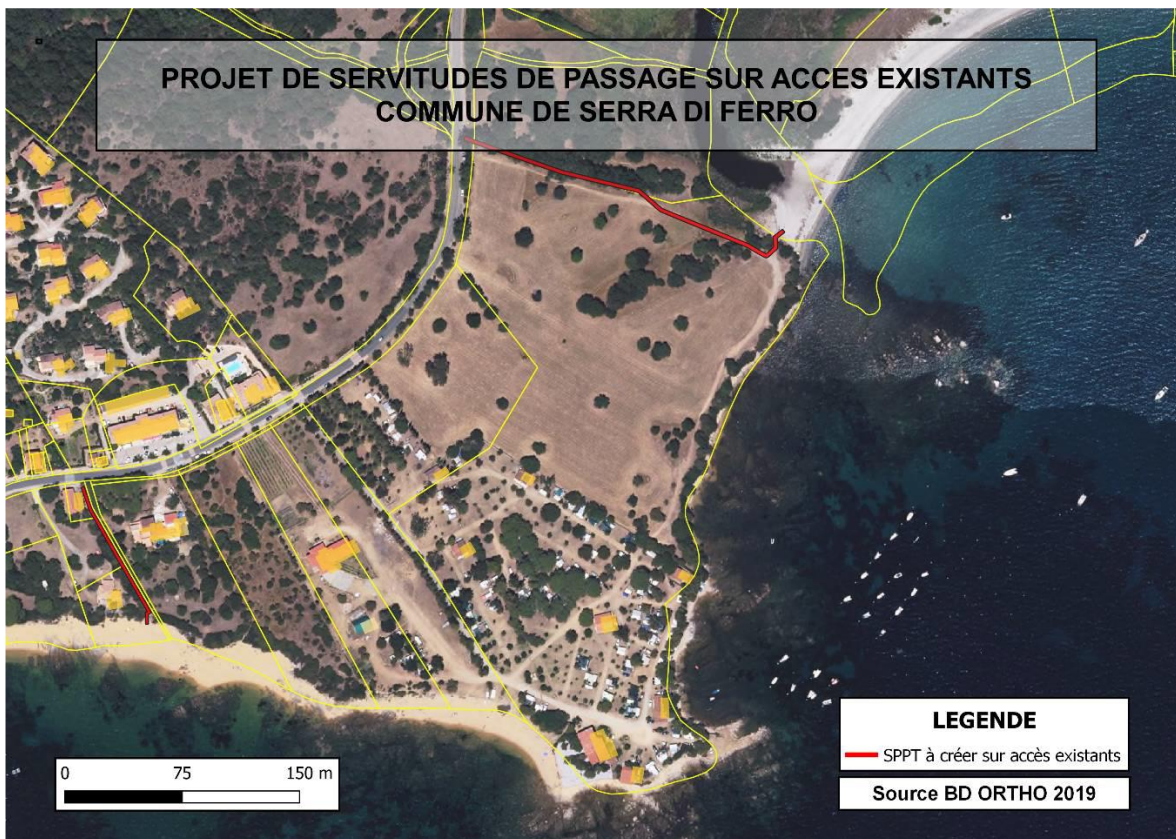 PROJET DE SERVITUDES DE PASSAGE SUR ACCES EXISTANTS
COMMUNE DE SERRA DI FERRO
LEGENDE
SPPT à créer sur accès existants
Source BD ORTHO 2019
0 75 150 m